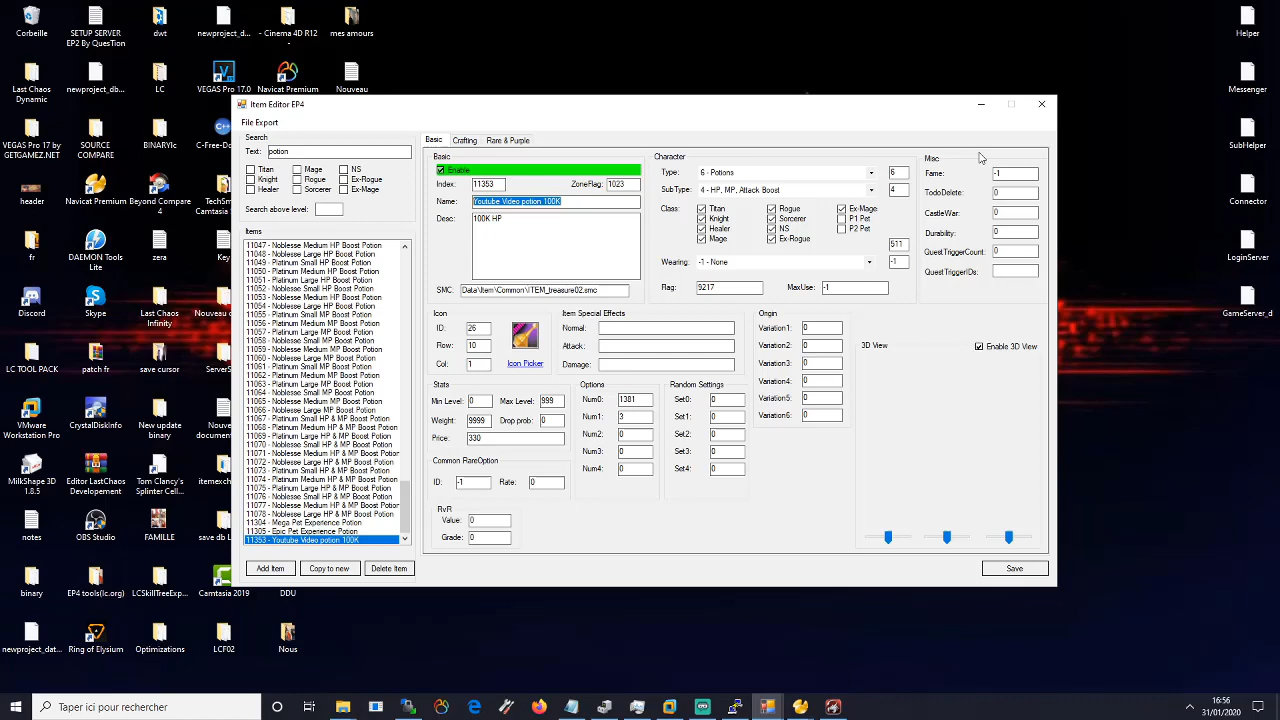 Corbeille
SETUP SERVER
EP2 By QuesTion
dwt
newproject_d...
- Cinema 4D R12
-
mes amours
Helper
Last Chaos
Dynamic
newproject_db...
LC
VEGAS Pro 17.0
Navicat Premium
Nouveau
Messenger
VEGAS Pro 17 by
GETGAMEZ.NET
SOURCE
COMPARE
BINARYlc
C-Free-Do
SubHelper
header
Navicat Premium
Beyond
Compare 4
TechSm
Camtasia
Connector
fr
DAEMON Tools
Lite
zera
Key
LoginServer
Discord
Skype
Last Chaos
Infinity
Nouveau
GameServer_d
LC TOOL PACK
patch fr
save cursor
ServerS
VMware
Workstation Pro
CrystalDiskInfo
New update
binary
Nouve
document
MilkShape 3D
1.8.5
Editor LastChaos
Developement
Tom Clancy's
Splinter Cell...
itemexch
notes
OBS Studio
FAMILLE
save db L
binary
EP4 tools(lc.org)
LCSkillTreeExp...
Camtasia 2019
DDU
newproject_dat...
Ring of Elysium
Optimizations
LCF02
Nous
Item Editor EP4
File Export
Search
Text: potion
Titan Mage NS
Knight Rogue Ex-Rogue
Healer Sorcerer Ex-Mage
Search above level:
Items
11047 - Noblesse Medium HP Boost Potion
11048 - Noblesse Large HP Boost Potion
11049 - Platinum Small HP Boost Potion
11050 - Platinum Medium HP Boost Potion
11051 - Platinum Large HP Boost Potion
11052 - Noblesse Small HP Boost Potion
11053 - Noblesse Medium HP Boost Potion
11054 - Noblesse Large HP Boost Potion
11055 - Platinum Small MP Boost Potion
11056 - Platinum Medium MP Boost Potion
11057 - Platinum Large MP Boost Potion
11058 - Noblesse Small MP Boost Potion
11059 - Noblesse Medium MP Boost Potion
11060 - Noblesse Large MP Boost Potion
11061 - Platinum Small MP Boost Potion
11062 - Platinum Medium MP Boost Potion
11063 - Platinum Large MP Boost Potion
11064 - Noblesse Small MP Boost Potion
11065 - Noblesse Medium MP Boost Potion
11066 - Noblesse Large MP Boost Potion
11067 - Platinum Small HP & MP Boost Potion
11068 - Platinum Medium HP & MP Boost Potion
11069 - Platinum Large HP & MP Boost Potion
11070 - Noblesse Small HP & MP Boost Potion
11071 - Noblesse Medium HP & MP Boost Potion
11072 - Noblesse Large HP & MP Boost Potion
11073 - Platinum Small HP & MP Boost Potion
11074 - Platinum Medium HP & MP Boost Potion
11075 - Platinum Large HP & MP Boost Potion
11076 - Noblesse Small HP & MP Boost Potion
11077 - Noblesse Medium HP & MP Boost Potion
11078 - Noblesse Large HP & MP Boost Potion
11304 - Mega Pet Experience Potion
11305 - Epic Pet Experience Potion
11353 - Youtube Video potion 100K
Add Item Copy to new Delete Item
Basic Crafting Rare & Purple
Basic
Enable
Index: 11353 ZoneFlag: 1023
Name: Youtube Video potion 100K
Desc: 100K HP
SMC: Data\Item\Common\ITEM_treasure02.smc
Character
Type: 6 - Potions 6
SubType: 4 - HP, MP, Attack Boost 4
Class: Titan Rogue Ex-Mage
Knight Sorcerer P1 Pet
Healer NS P2 Pet
Mage Ex-Rogue 511
Wearing: -1 - None -1
Flag: 9217 MaxUse: -1
Misc
Fame: -1
TodoDelete: 0
CastleWar: 0
Durability: 0
QuestTriggerCount: 0
QuestTriggerIDs:
Icon
ID: 26
Row: 10
Col: 1
Icon Picker
Item Special Effects
Normal:
Attack:
Damage:
Origin
Variation1: 0
Variation2: 0
Variation3: 0
Variation4: 0
Variation5: 0
Variation6: 0
3D View
Enable 3D View
Stats
Min Level: 0 Max Level: 999
Weight: 9999 Drop prob: 0
Price: 330
Options
Num0: 1381
Num1: 3
Num2: 0
Num3: 0
Num4: 0
Random Settings
Set0: 0
Set1: 0
Set2: 0
Set3: 0
Set4: 0
Common RareOption
ID: -1 Rate: 0
RvR
Value: 0
Grade: 0
Save
Taper ici pour rechercher
16:56
31/01/2020